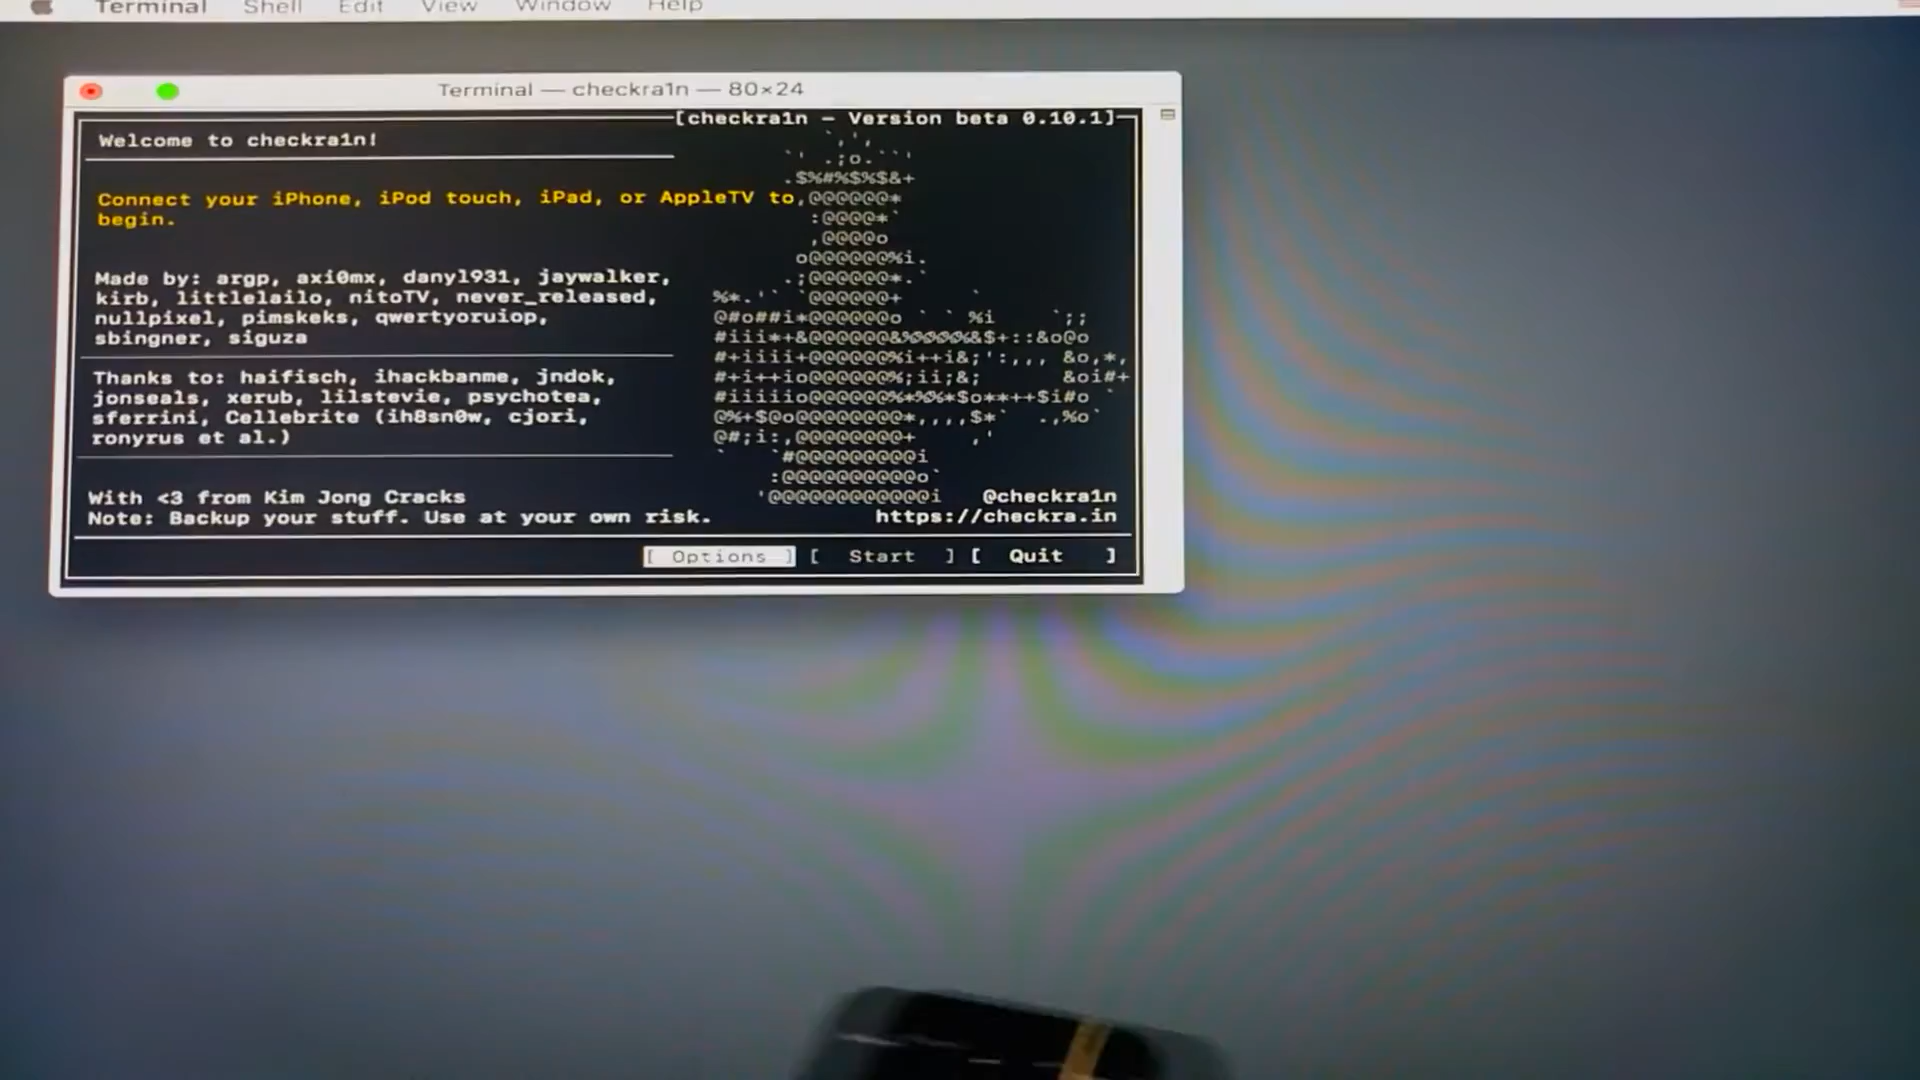 Terminal Shell Edit View Window Help
Terminal — checkra1n — 80×24
[checkra1n - Version beta 0.10.1]
Welcome to checkra1n!
Connect your iPhone, iPod touch, iPad, or AppleTV to
begin.
Made by: argp, axi0mx, danyl931, jaywalker,
kirb, littlelailo, nitoTV, never_released,
nullpixel, pimskeks, qwertyoruiop,
sbingner, siguza
Thanks to: haifisch, ihackbanme, jndok,
jonseals, xerub, lilstevie, psychotea,
sferrini, Cellebrite (ih8sn0w, cjori,
ronyrus et al.)
With <3 from Kim Jong Cracks
@checkra1n
Note: Backup your stuff. Use at your own risk.
https://checkra.in
[ Options ] [ Start ] [ Quit ]